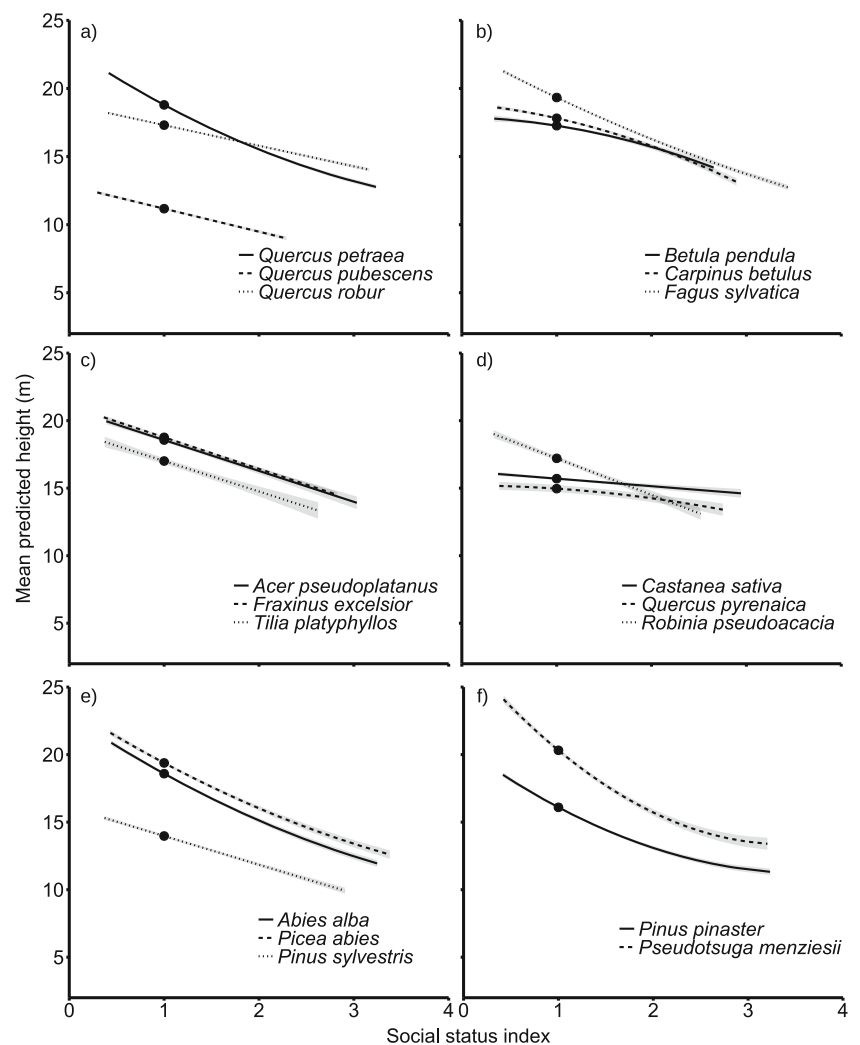 25
20
15
10
5
a)
Quercus petraea
Quercus pubescens
Quercus robur
b)
Betula pendula
Carpinus betulus
Fagus sylvatica
Mean predicted height (m)
25
20
15
10
5
c)
Acer pseudoplatanus
Fraxinus excelsior
Tilia platyphyllos
d)
Castanea sativa
Quercus pyrenaica
Robinia pseudoacacia
25
20
15
10
5
e)
Abies alba
Picea abies
Pinus sylvestris
f)
Pinus pinaster
Pseudotsuga menziesii
0 1 2 3 4 0 1 2 3 4
Social status index